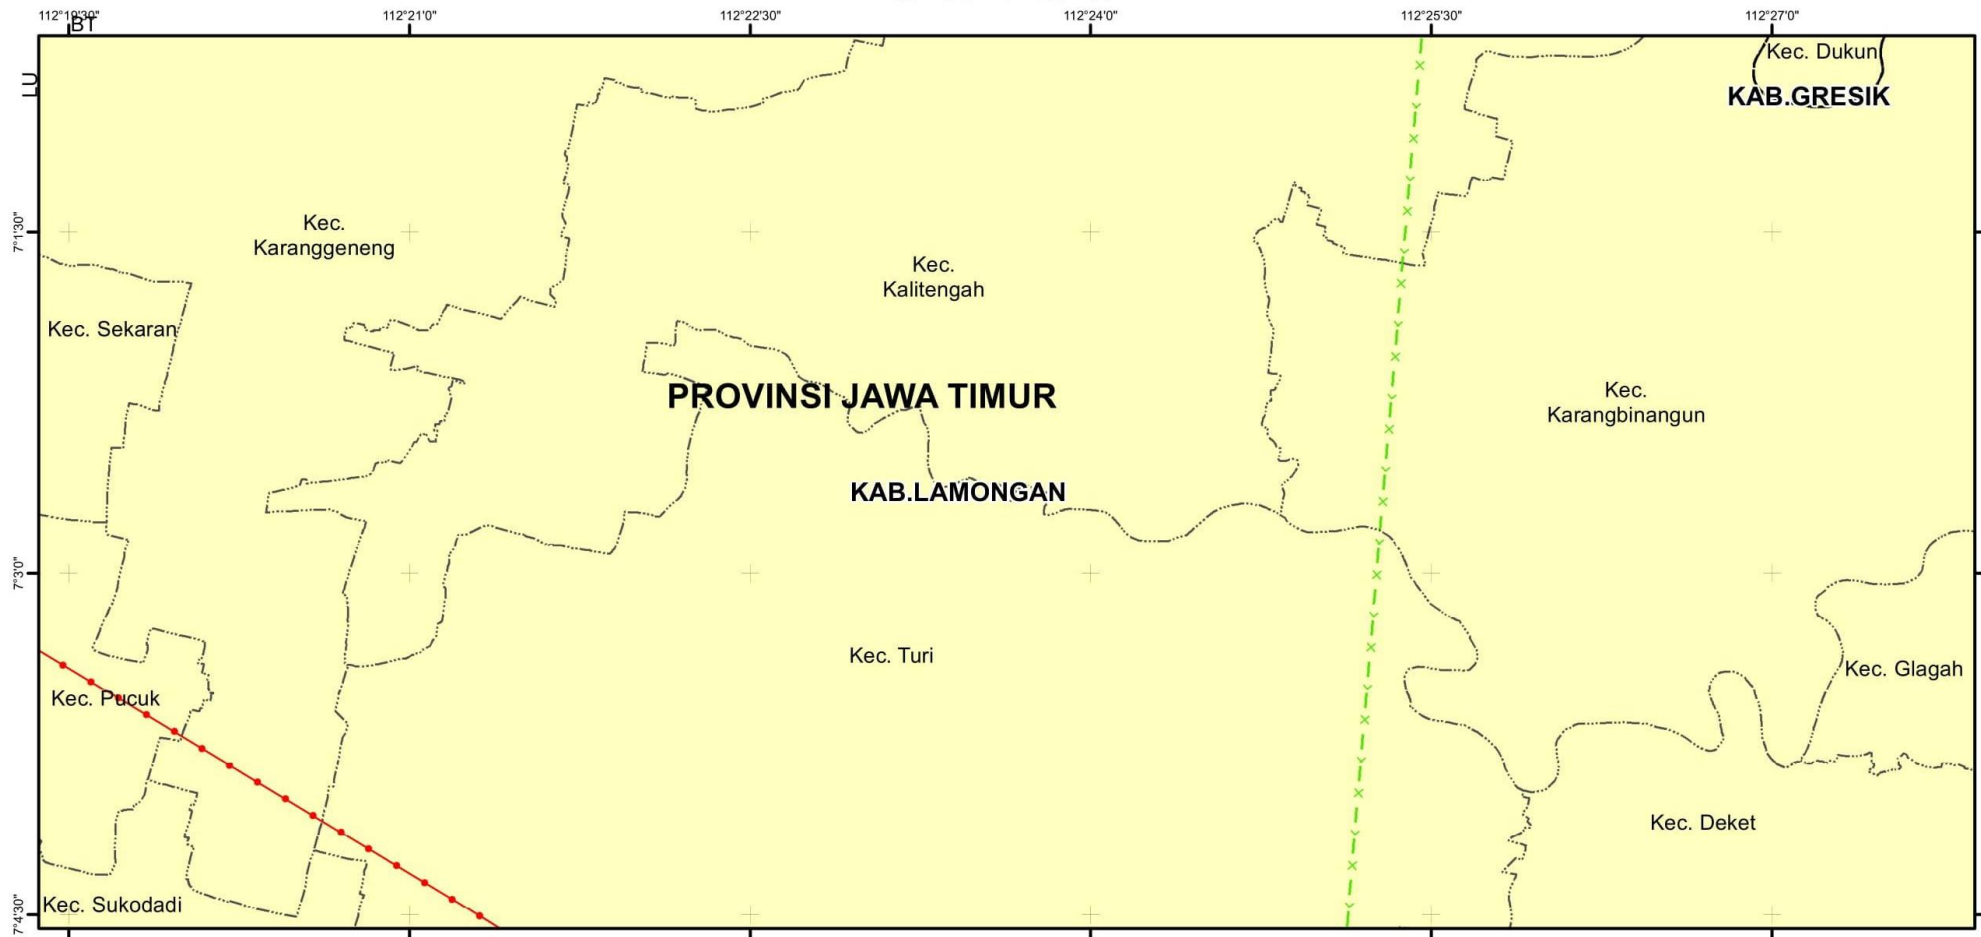 112°19'30" 112°21'0" 112°22'30" 112°24'0" 112°25'30" 112°27'0"
BT
LU
Kec. Dukun
KAB.GRESIK
7°1'30"
Kec.
Karanggeneng
Kec.
Kalitengah
Kec. Sekaran
PROVINSI JAWA TIMUR
Kec.
Karangbinangun
KAB.LAMONGAN
7°3'0"
Kec. Turi
Kec. Glagah
Kec. Pucuk
Kec. Deket
Kec. Sukodadi
7°4'30"